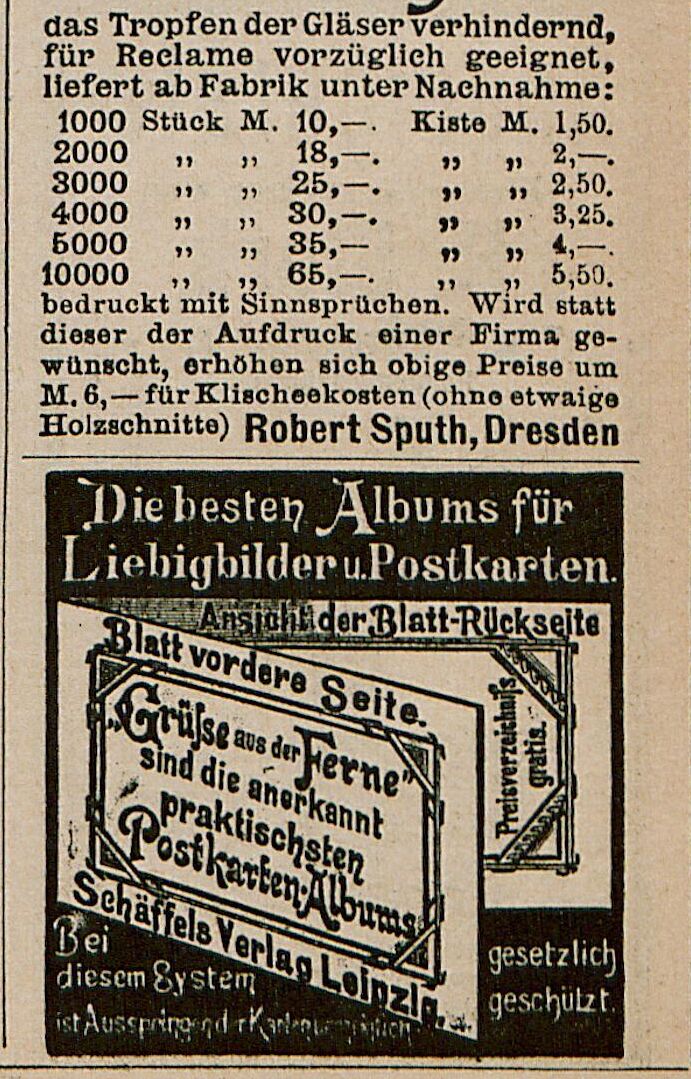 das Tropfen der Gläser verhindernd,
für Reclame vorzüglich geeignet,
liefert ab Fabrik unter Nachnahme:
1000 Stück M. 10,—. Kiste M. 1,50.
2000 „ „ 18,—. „ „ 2,—.
3000 „ „ 25,—. „ „ 2,50.
4000 „ „ 30,—. „ „ 3,25.
5000 „ „ 35,— „ „ 4,—.
10000 „ „ 65,—. „ „ 5,50.
bedruckt mit Sinnsprüchen. Wird statt
dieser der Aufdruck einer Firma ge-
wünscht, erhöhen sich obige Preise um
M. 6,— für Klischeekosten (ohne etwaige
Holzschnitte) Robert Sputh, Dresden
Die besten Albums für
Liebigbilder u. Postkarten.
Ansicht der Blatt-Rückseite
Blatt vordere Seite.
„Grüsse aus der Ferne"
sind die anerkannt
praktischsten
Postkarten-Albums
Schäffels Verlag Leipzig.
Preisverzeichniss
gratis.
Bei
diesem System
ist Ausspringen der Karten
gesetzlich
geschützt.